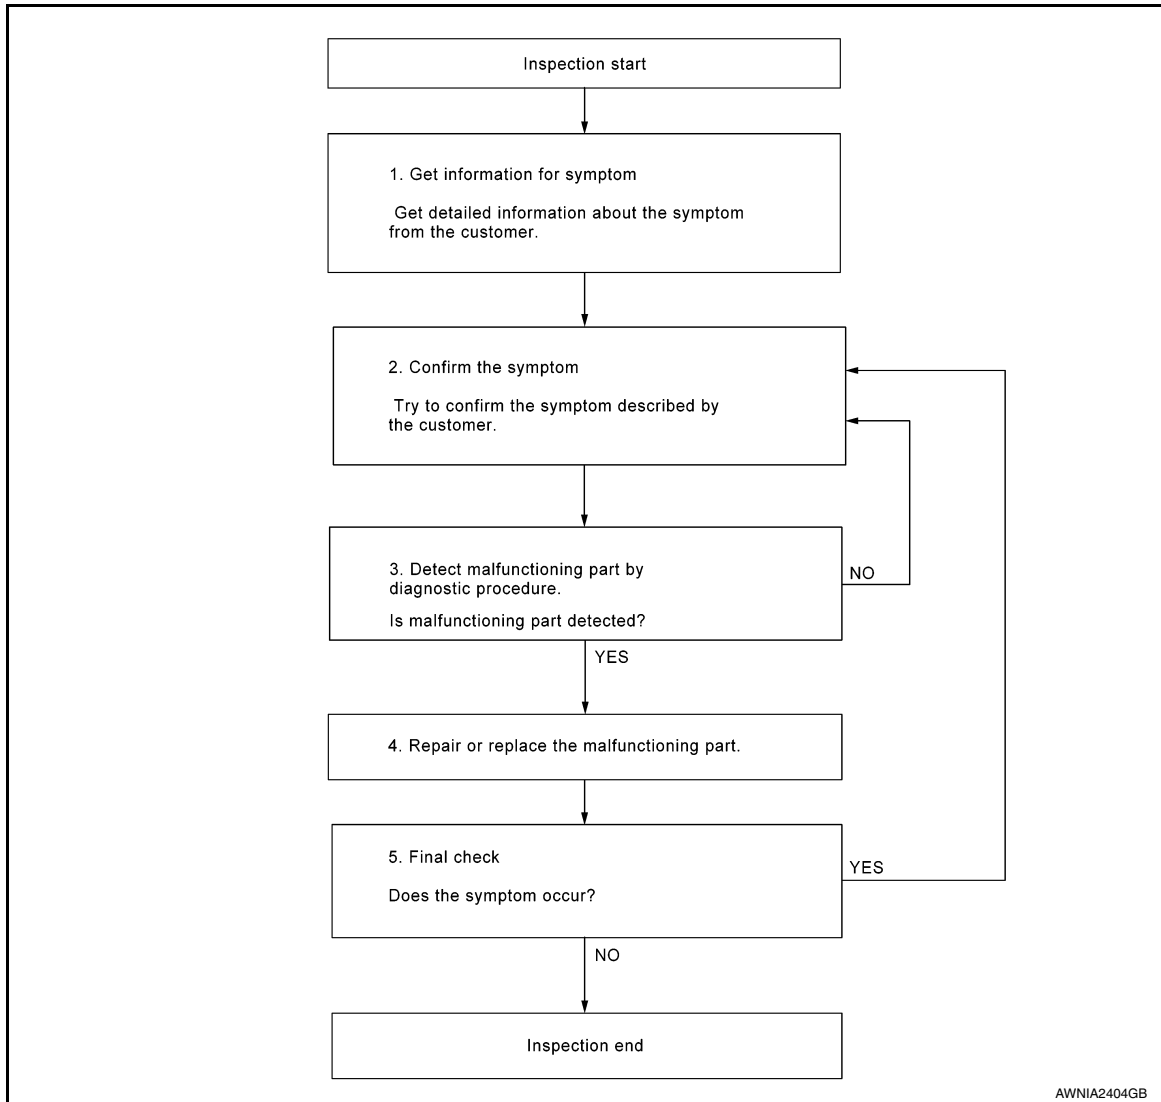 Inspection start
1. Get information for symptom
Get detailed information about the symptom
from the customer.
2. Confirm the symptom
Try to confirm the symptom described by
the customer.
3. Detect malfunctioning part by
diagnostic procedure.
Is malfunctioning part detected?
NO
YES
4. Repair or replace the malfunctioning part.
5. Final check
Does the symptom occur?
YES
NO
Inspection end
AWNIA2404GB